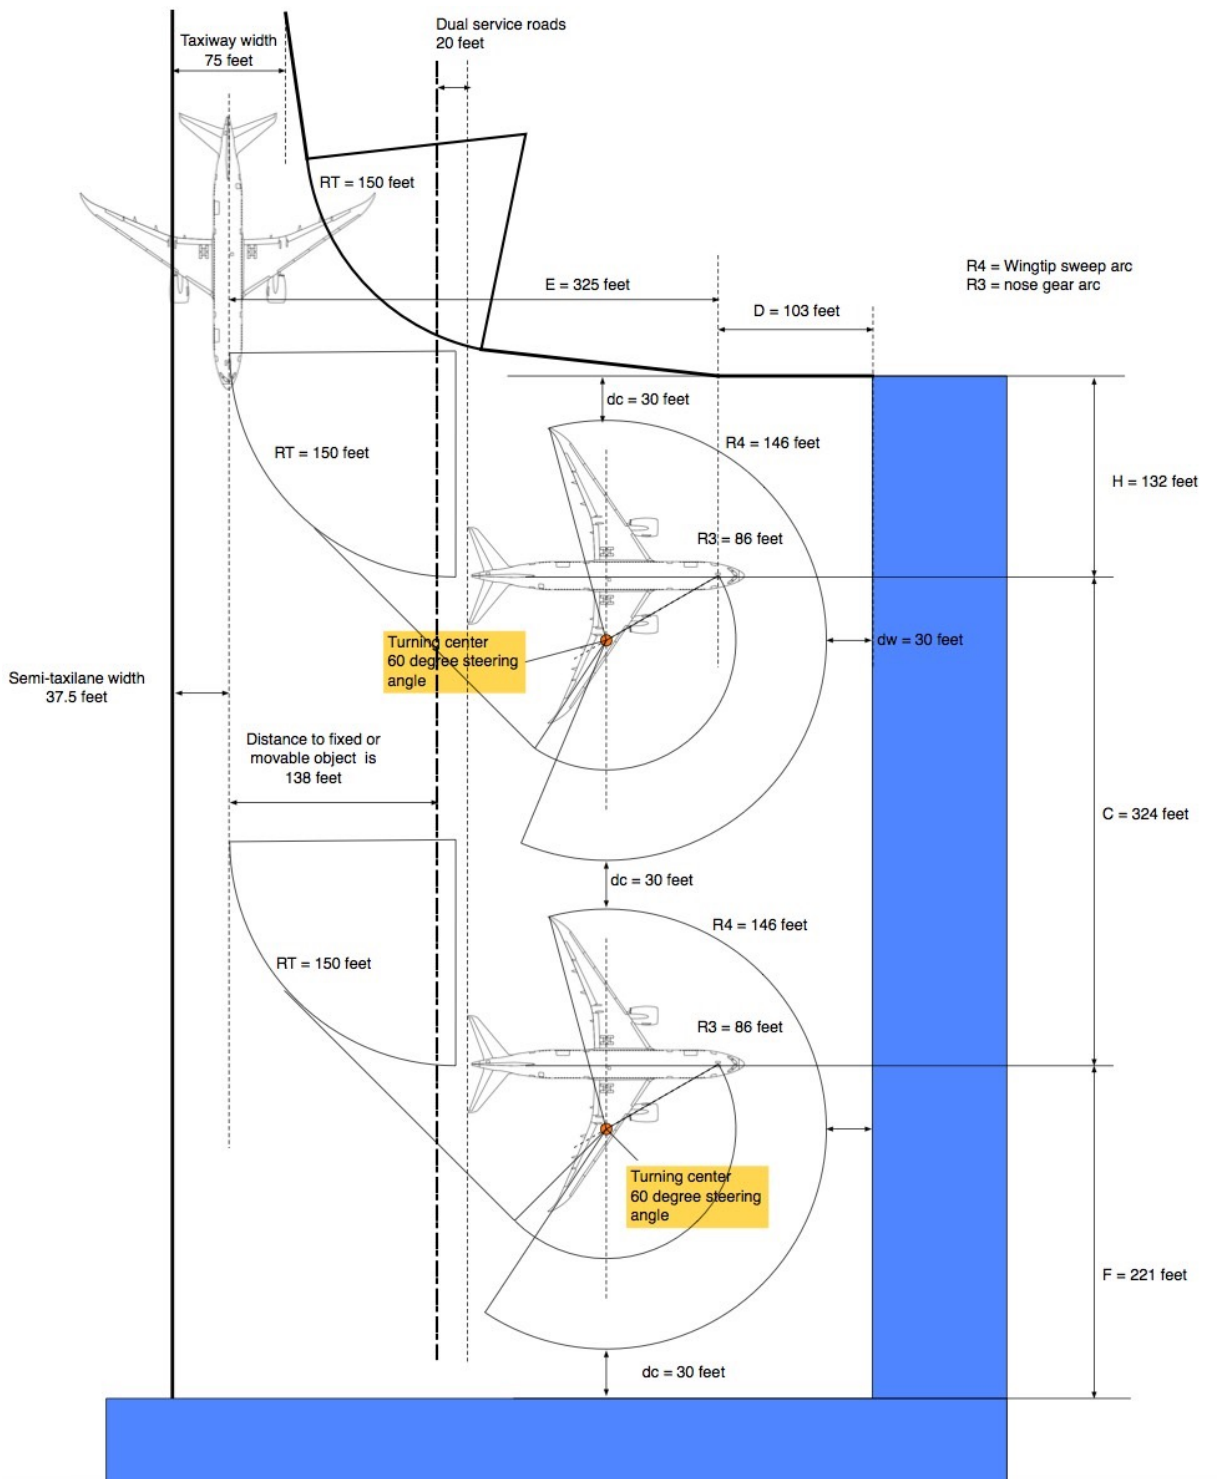 Dual service roads
20 feet
Taxiway width
75 feet
RT = 150 feet
R4 = Wingtip sweep arc
R3 = nose gear arc
E = 325 feet
D = 103 feet
dc = 30 feet
R4 = 146 feet
RT = 150 feet
H = 132 feet
R3 = 86 feet
Turning center
60 degree steering
angle
dw = 30 feet
Semi-taxilane width
37.5 feet
Distance to fixed or
movable object is
138 feet
C = 324 feet
dc = 30 feet
R4 = 146 feet
RT = 150 feet
R3 = 86 feet
Turning center
60 degree steering
angle
F = 221 feet
dc = 30 feet